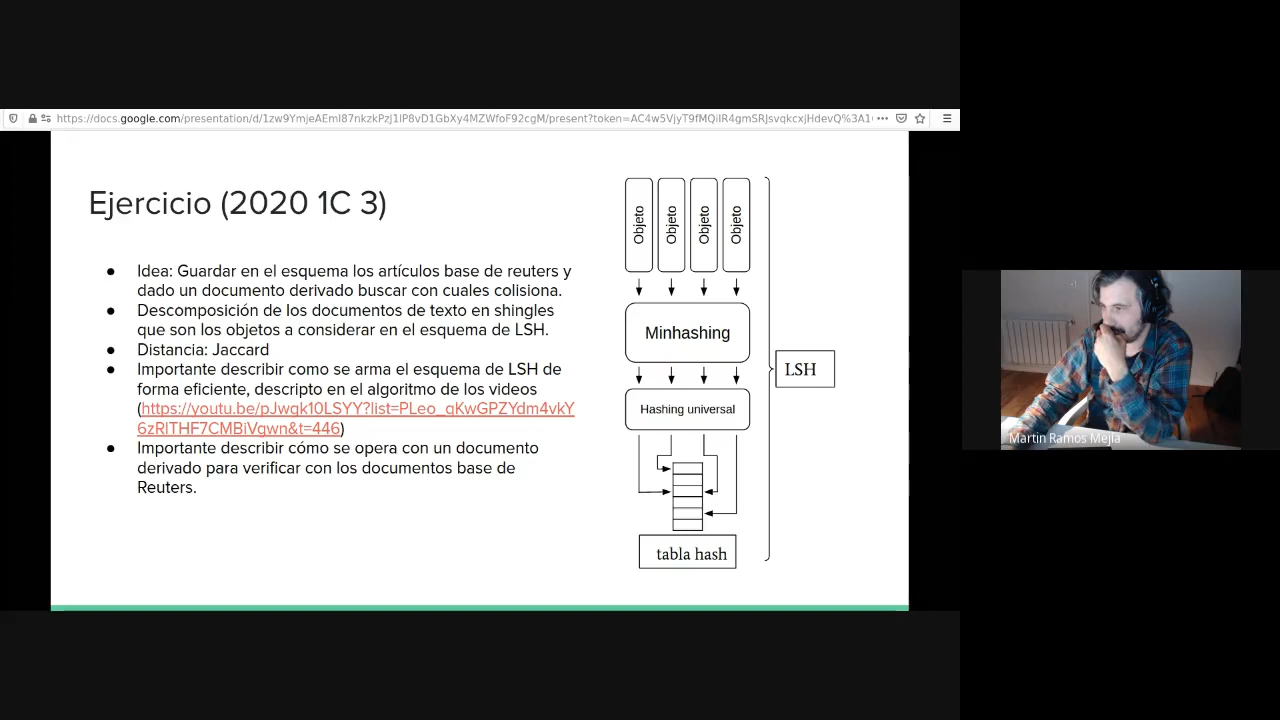 https://docs.google.com/presentation/d/1zw9YmjeAEmI87nkzkPzJ1lP8vD1GbXy4MZWfoF92cgM/present?token=AC4w5VjyT9fMQilR4gmSRJsvqkcxjHdevQ%3A1
Ejercicio (2020 1C 3)
● Idea: Guardar en el esquema los artículos base de reuters y
dado un documento derivado buscar con cuales colisiona.
● Descomposición de los documentos de texto en shingles
que son los objetos a considerar en el esquema de LSH.
● Distancia: Jaccard
● Importante describir como se arma el esquema de LSH de
forma eficiente, descripto en el algoritmo de los videos
(https://youtu.be/pJwqk10LSYY?list=PLeo_qKwGPZYdm4vkY
6zRlTHF7CMBiVqwn&t=446)
● Importante describir cómo se opera con un documento
derivado para verificar con los documentos base de
Reuters.
Objeto
Objeto
Objeto
Objeto
Minhashing
LSH
Hashing universal
tabla hash
Martin Ramos Mejia